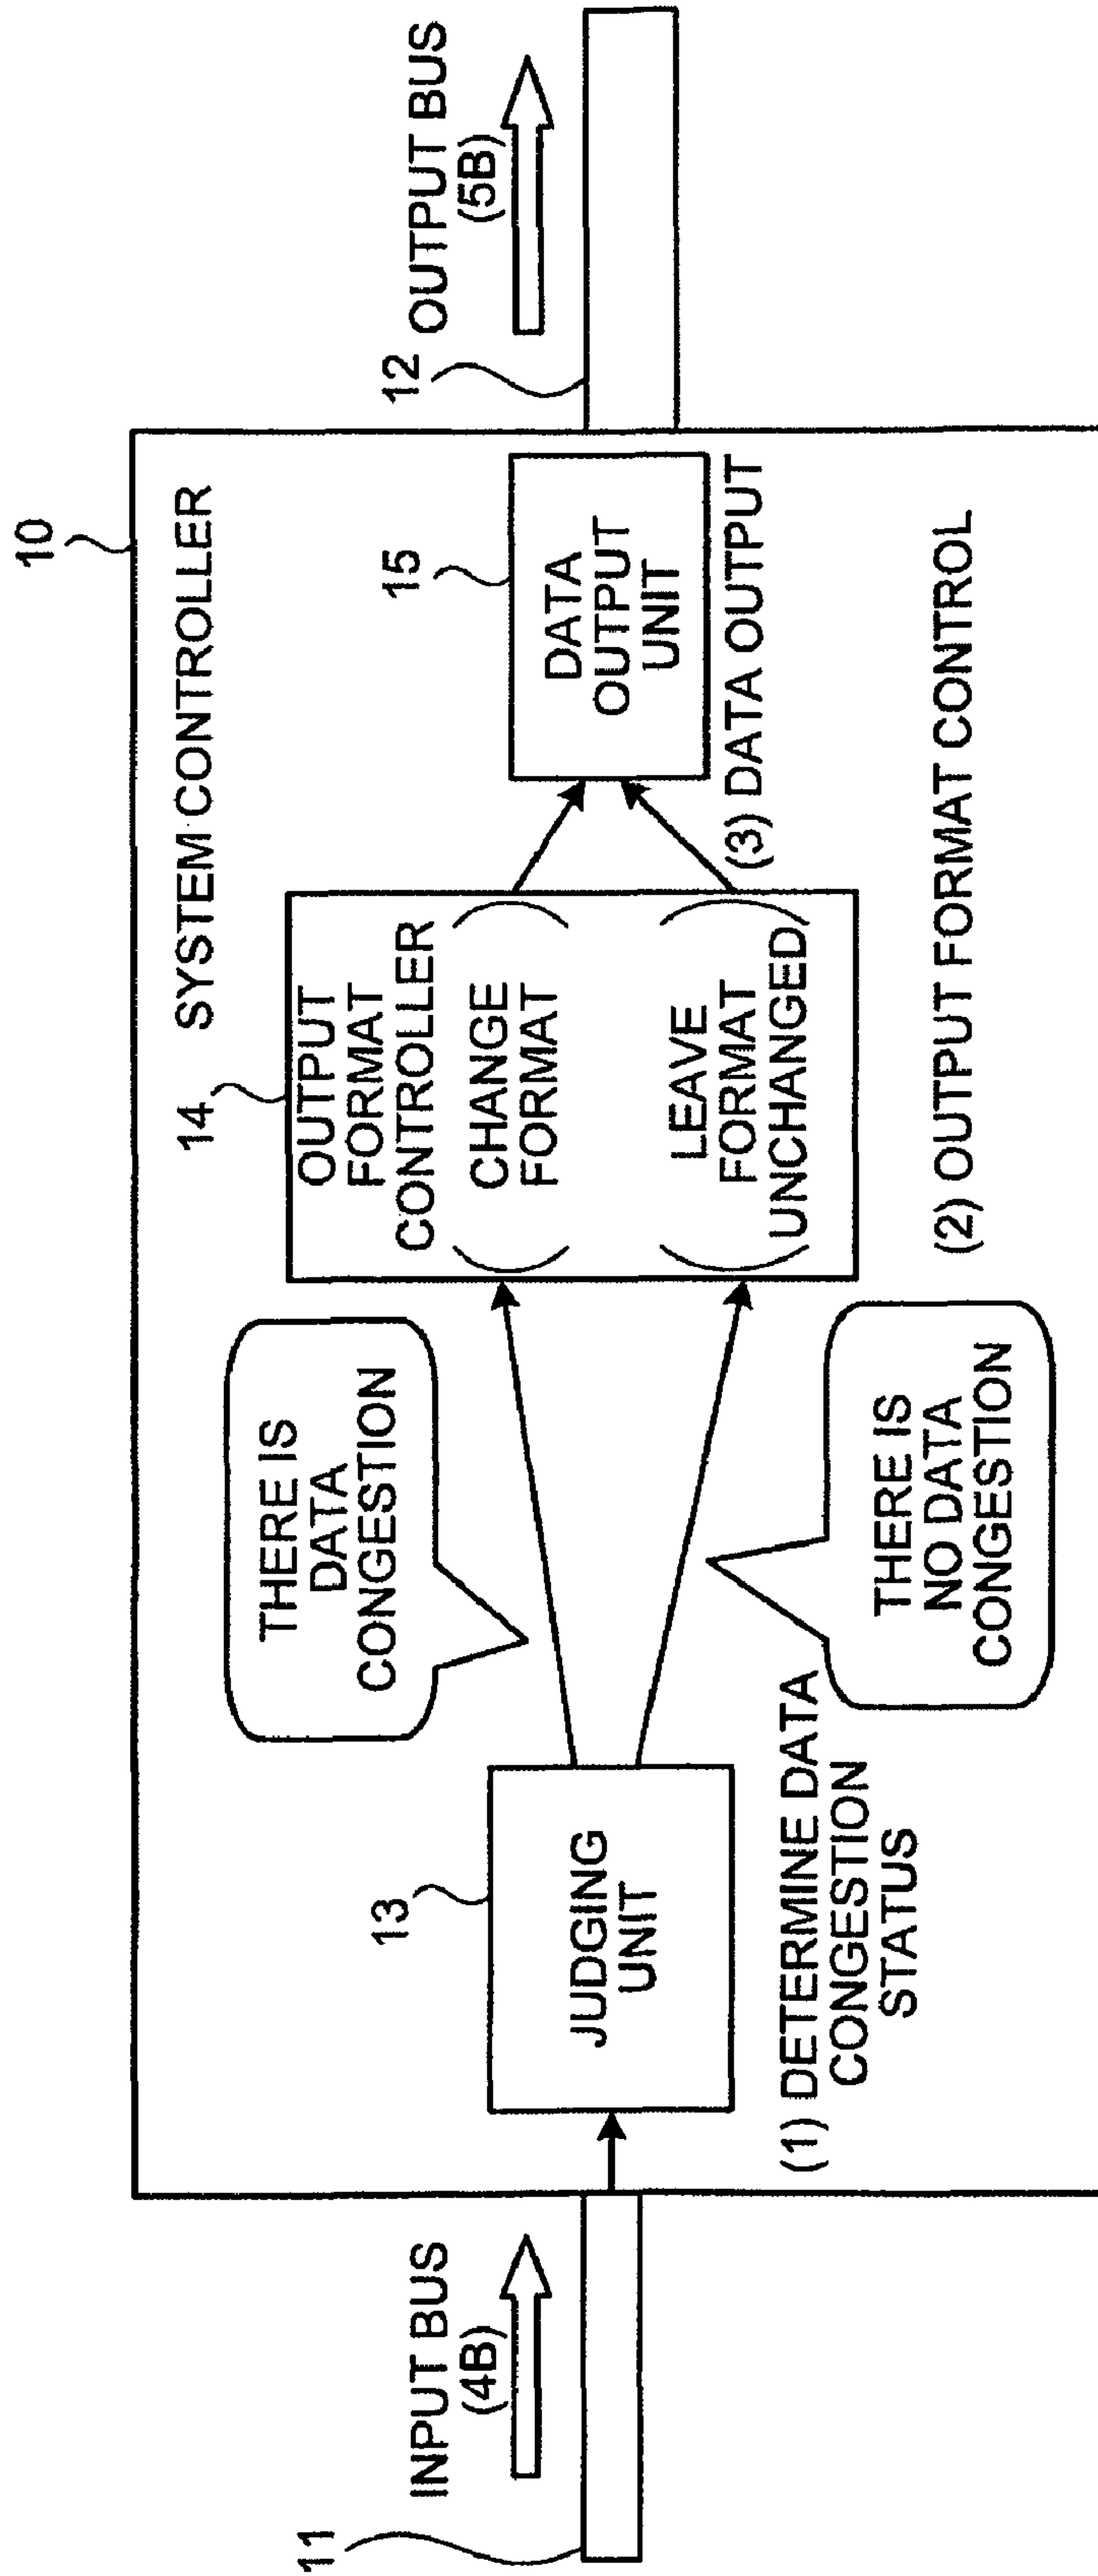 10
SYSTEM CONTROLLER
11
INPUT BUS
(4B)
13
JUDGING
UNIT
(1) DETERMINE DATA
CONGESTION
STATUS
THERE IS
DATA
CONGESTION
THERE IS
NO DATA
CONGESTION
14
OUTPUT
FORMAT
CONTROLLER
CHANGE
FORMAT
LEAVE
FORMAT
UNCHANGED
(2) OUTPUT FORMAT CONTROL
15
DATA
OUTPUT
UNIT
(3) DATA OUTPUT
12
OUTPUT BUS
(5B)